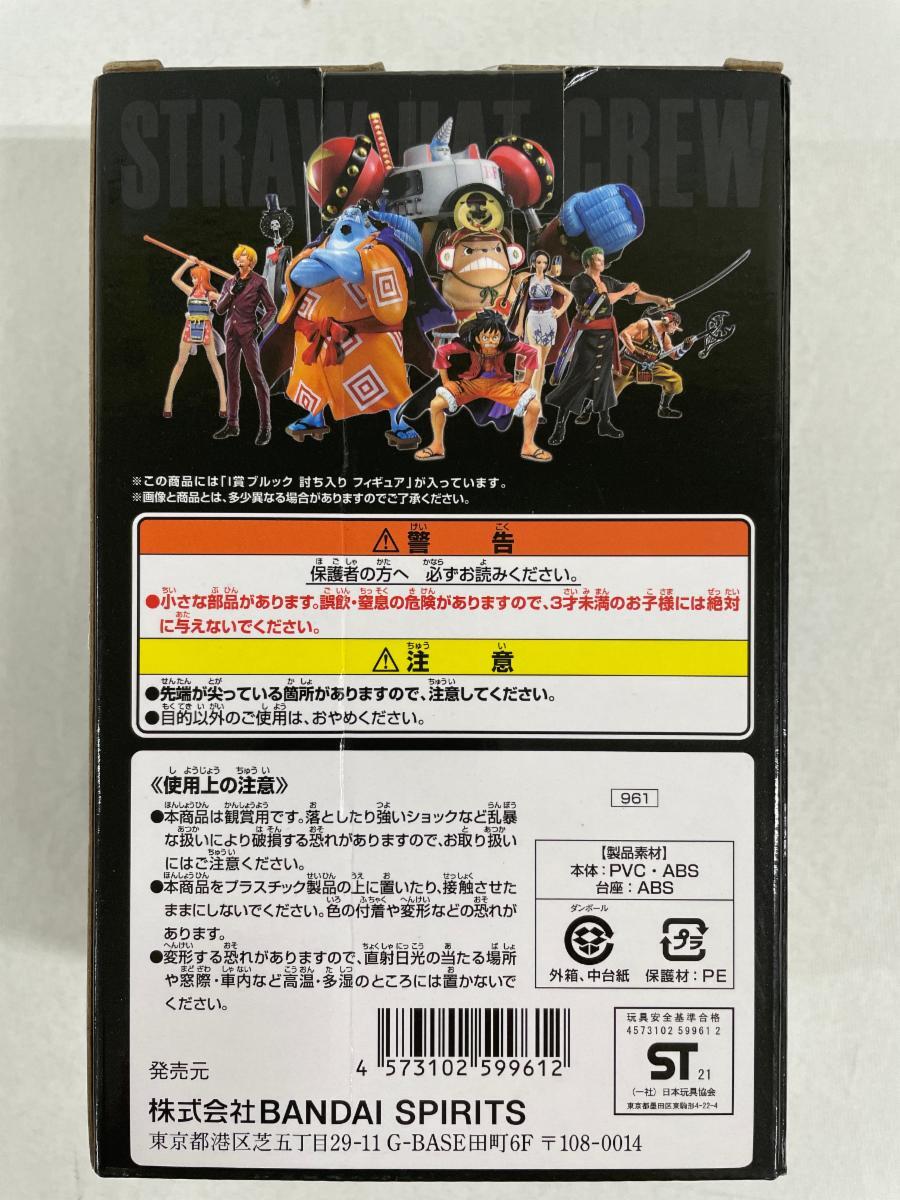 STRAW HAT CREW
※この商品には「I賞ブルック 討ち入り フィギュア」が入っています。
※画像と商品とは、多少異なる場合がありますのでご了承ください。
⚠警告
保護者の方へ 必ずお読みください。
●小さな部品があります。誤飲・窒息の危険がありますので、3才未満のお子様には絶対
に与えないでください。
⚠注意
●先端が尖っている箇所がありますので、注意してください。
●目的以外のご使用は、おやめください。
《使用上の注意》
●本商品は観賞用です。落としたり強いショックなど乱暴
な扱いにより破損する恐れがありますので、お取り扱い
にはご注意ください。
●本商品をプラスチック製品の上に置いたり、接触させた
ままにしないでください。色の付着や変形などの恐れが
あります。
●変形する恐れがありますので、直射日光の当たる場所
や窓際・車内など高温・多湿のところには置かないで
ください。
961
【製品素材】
本体：PVC・ABS
台座：ABS
ダンボール
外箱、中台紙
プラ
保護材：PE
4 573102 599612
玩具安全基準合格
4573102 59961 2
ST 21
(一社)日本玩具協会
東京都墨田区東駒形4-22-4
発売元
株式会社BANDAI SPIRITS
東京都港区芝五丁目29-11 G-BASE田町6F 〒108-0014